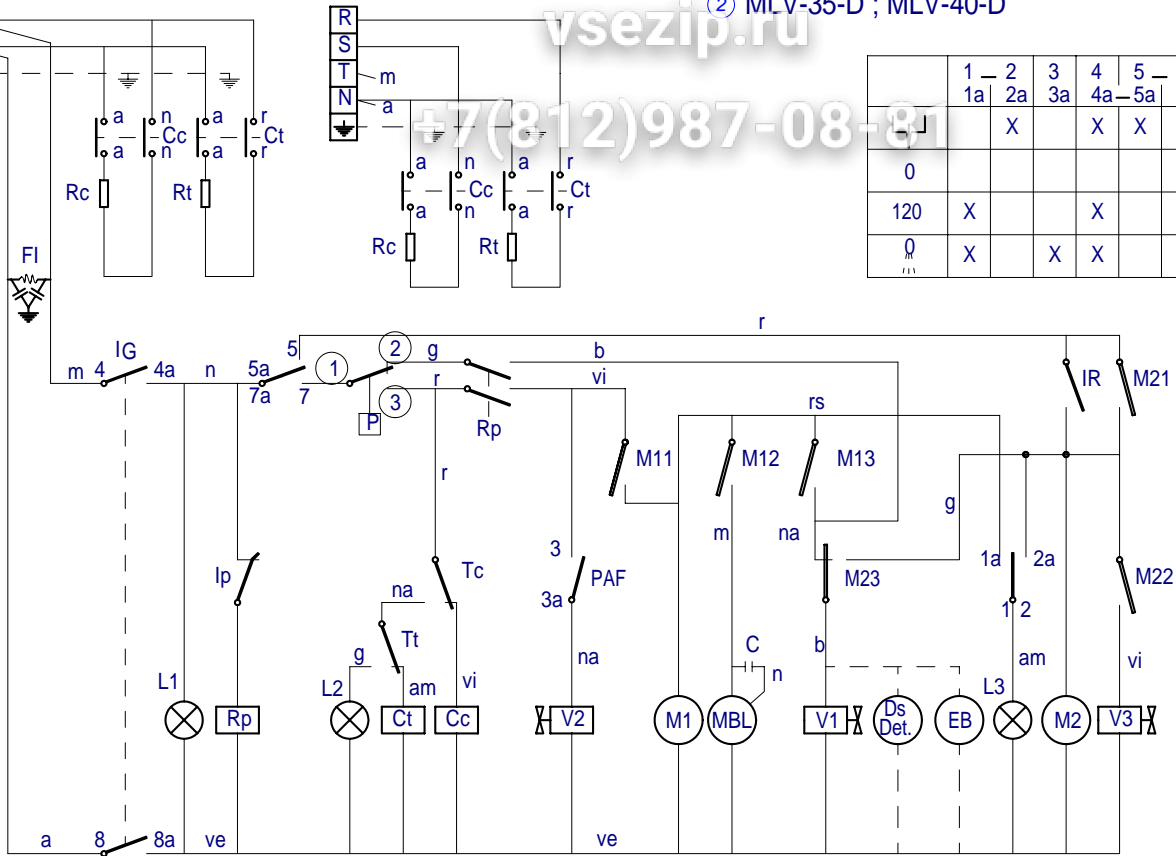 ② MLV-35-D ; MLV-40-D
vsezip.ru
+7(812)987-08-81
R
S
T
N
m
a
a n a r
Cc Ct
a n a r
Rc Rt
a n a r
Cc Ct
a n a r
Rc Rt
1 – 2 3 4 5 –
1a 2a 3a 4a – 5a
X X X
0
120 X X
0 X X X
FI
IG
m 4 4a n 5a 5 7a 7
1 2 3
P
g
r
Rp
b
vi
r
IR
M21
rs
M11
M12
M13
r
m
na
g
Ip
Tc
na
Tt
g
am
vi
3
3a
PAF
na
M23
b
1a 2a
1 2
am
M22
vi
C
n
L1
Rp
L2
Ct
Cc
V2
M1
MBL
V1
Ds
Det.
EB
L3
M2
V3
a 8 8a ve
ve